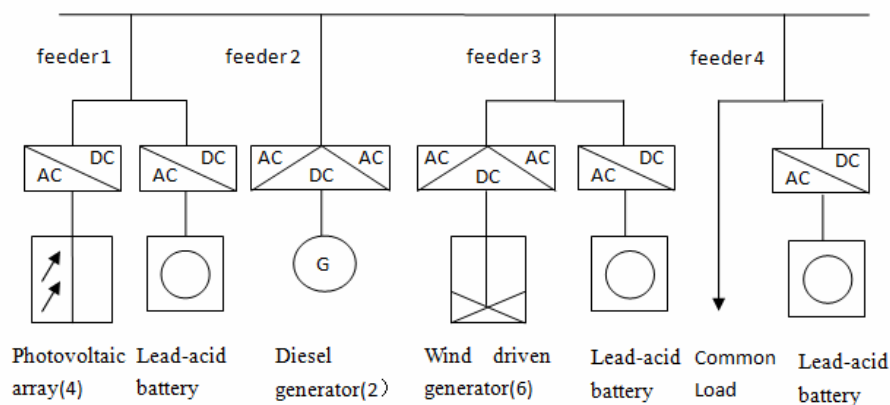 feeder1
feeder2
feeder3
feeder4
DC
AC
DC
AC
AC
AC
DC
AC
AC
DC
DC
AC
DC
AC
G
Photovoltaic
array(4)
Lead-acid
battery
Diesel
generator(2）
Wind driven
generator(6)
Lead-acid
battery
Common
Load
Lead-acid
battery